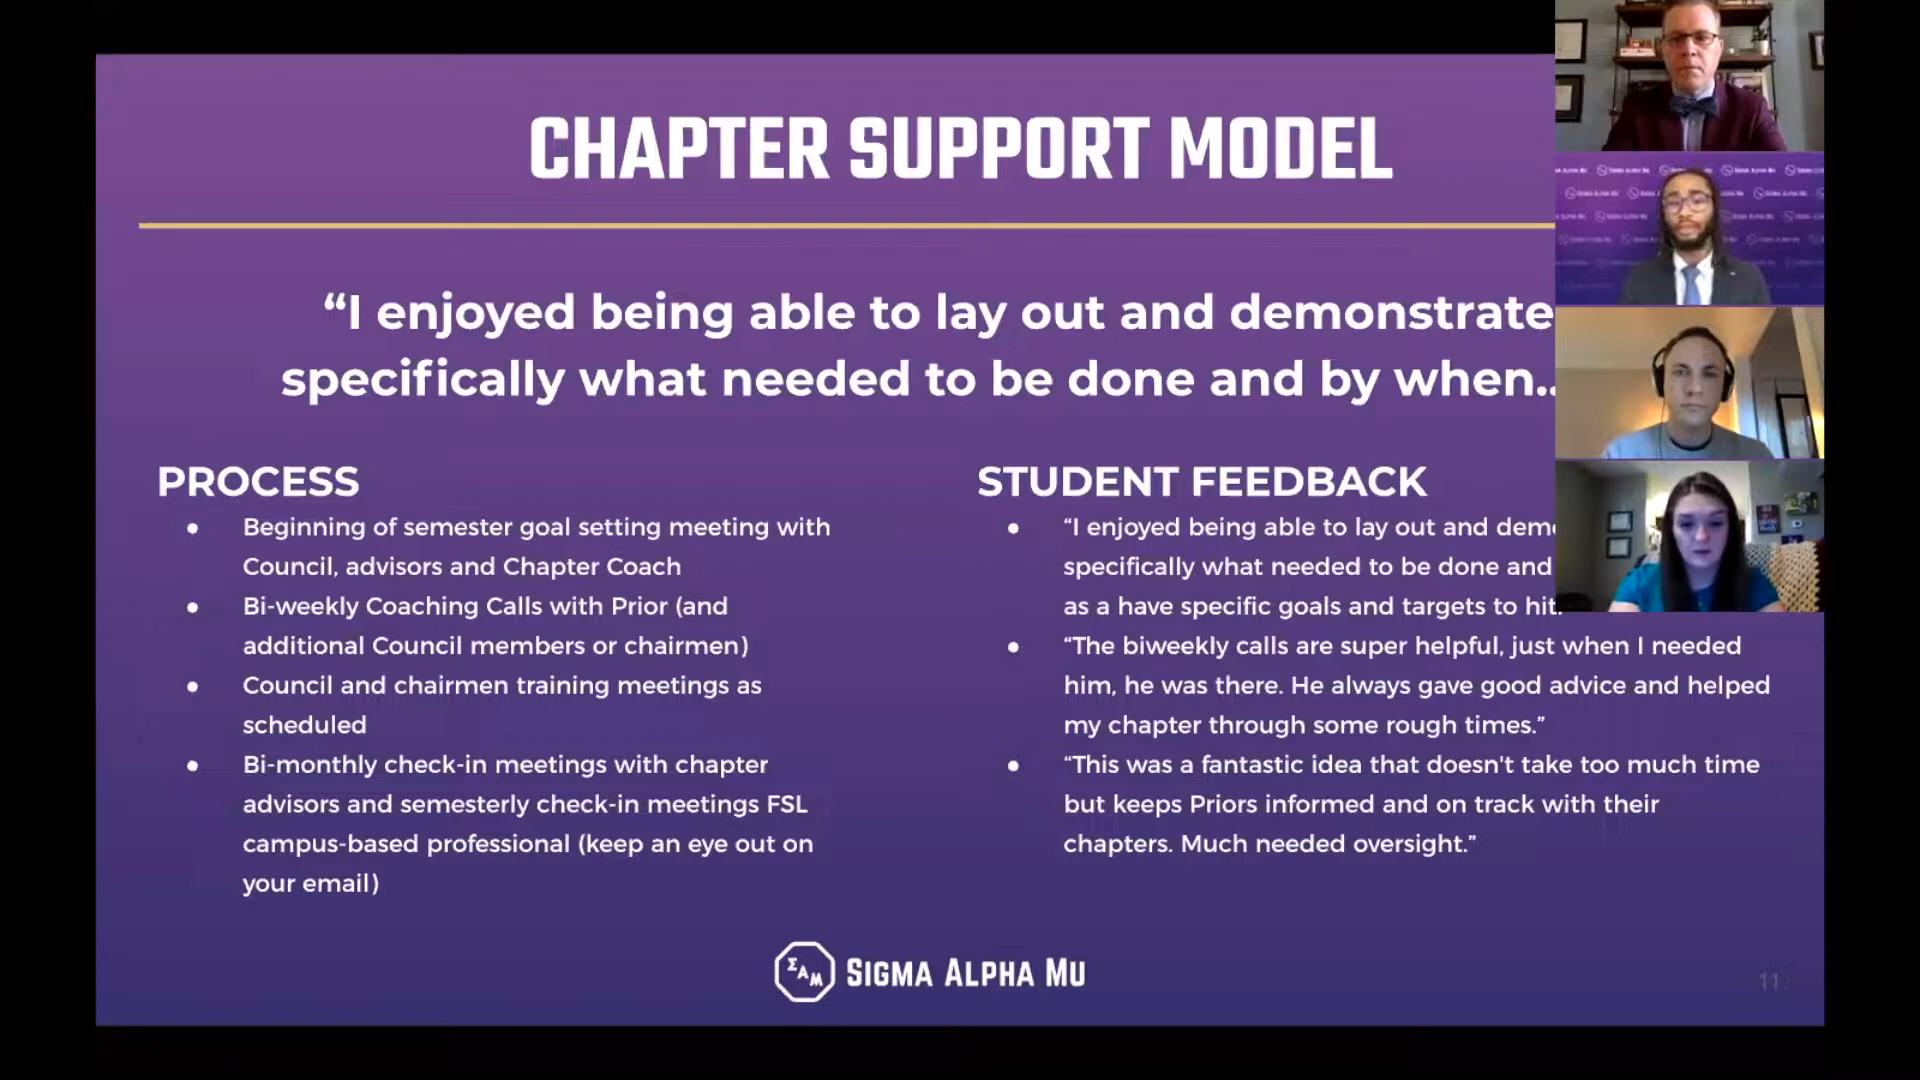 CHAPTER SUPPORT MODEL
“I enjoyed being able to lay out and demonstrate
specifically what needed to be done and by when..
PROCESS
● Beginning of semester goal setting meeting with
Council, advisors and Chapter Coach
● Bi-weekly Coaching Calls with Prior (and
additional Council members or chairmen)
● Council and chairmen training meetings as
scheduled
● Bi-monthly check-in meetings with chapter
advisors and semesterly check-in meetings FSL
campus-based professional (keep an eye out on
your email)
STUDENT FEEDBACK
● “I enjoyed being able to lay out and
specifically what needed to be done and
as a have specific goals and targets to hit.
● “The biweekly calls are super helpful, just when I needed
him, he was there. He always gave good advice and helped
my chapter through some rough times.”
● “This was a fantastic idea that doesn't take too much time
but keeps Priors informed and on track with their
chapters. Much needed oversight.”
ΣΑΜ SIGMA ALPHA MU
11